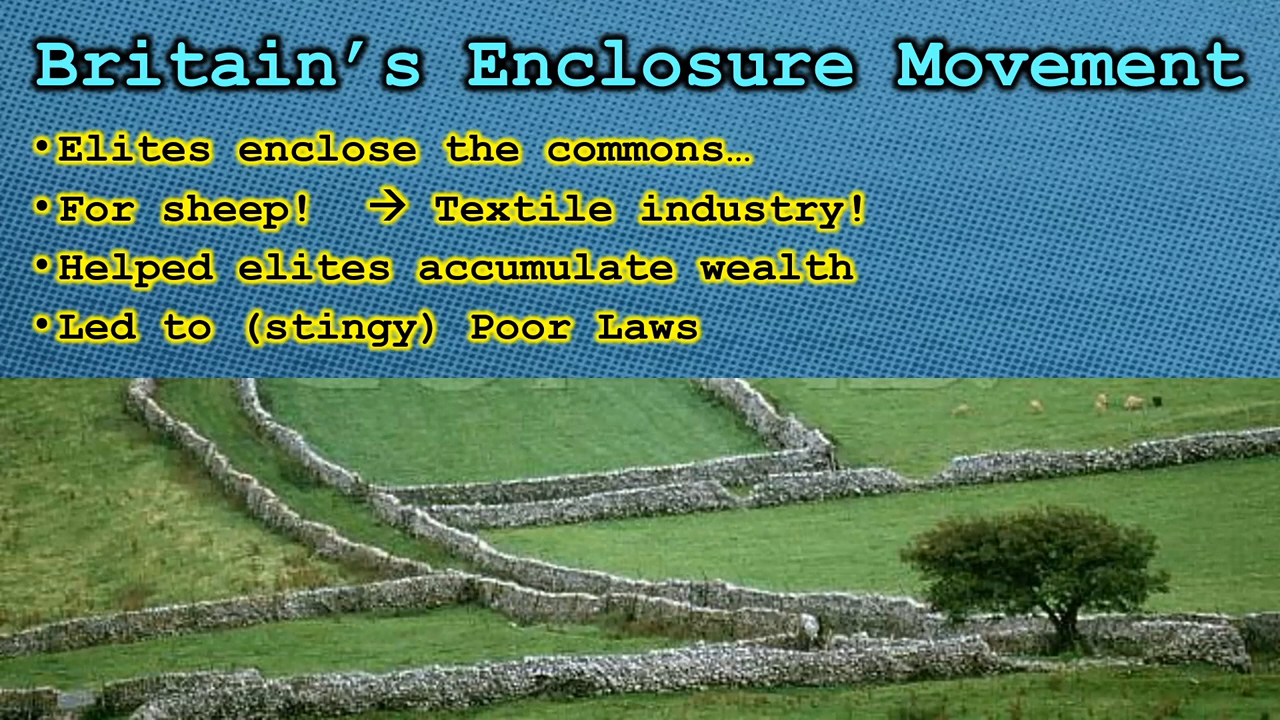 Britain’s Enclosure Movement
•Elites enclose the commons…
•For sheep! → Textile industry!
•Helped elites accumulate wealth
•Led to (stingy) Poor Laws